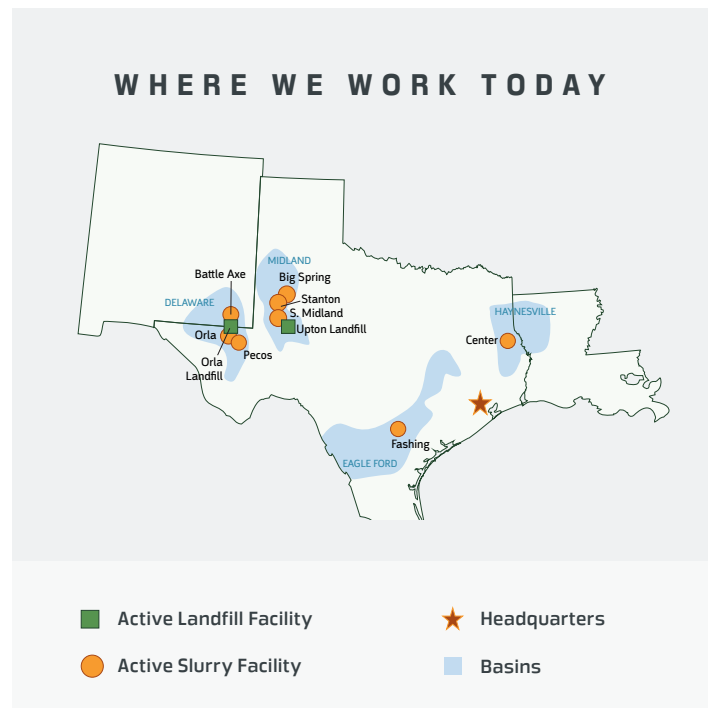 WHERE WE WORK TODAY
MIDLAND
Battle Axe
Big Spring
DELAWARE
Stanton
HAYNESVILLE
S. Midland
Upton Landfill
Orla
Center
Pecos
Orla
Landfill
Fashing
EAGLE FORD
Active Landfill Facility
Headquarters
Active Slurry Facility
Basins